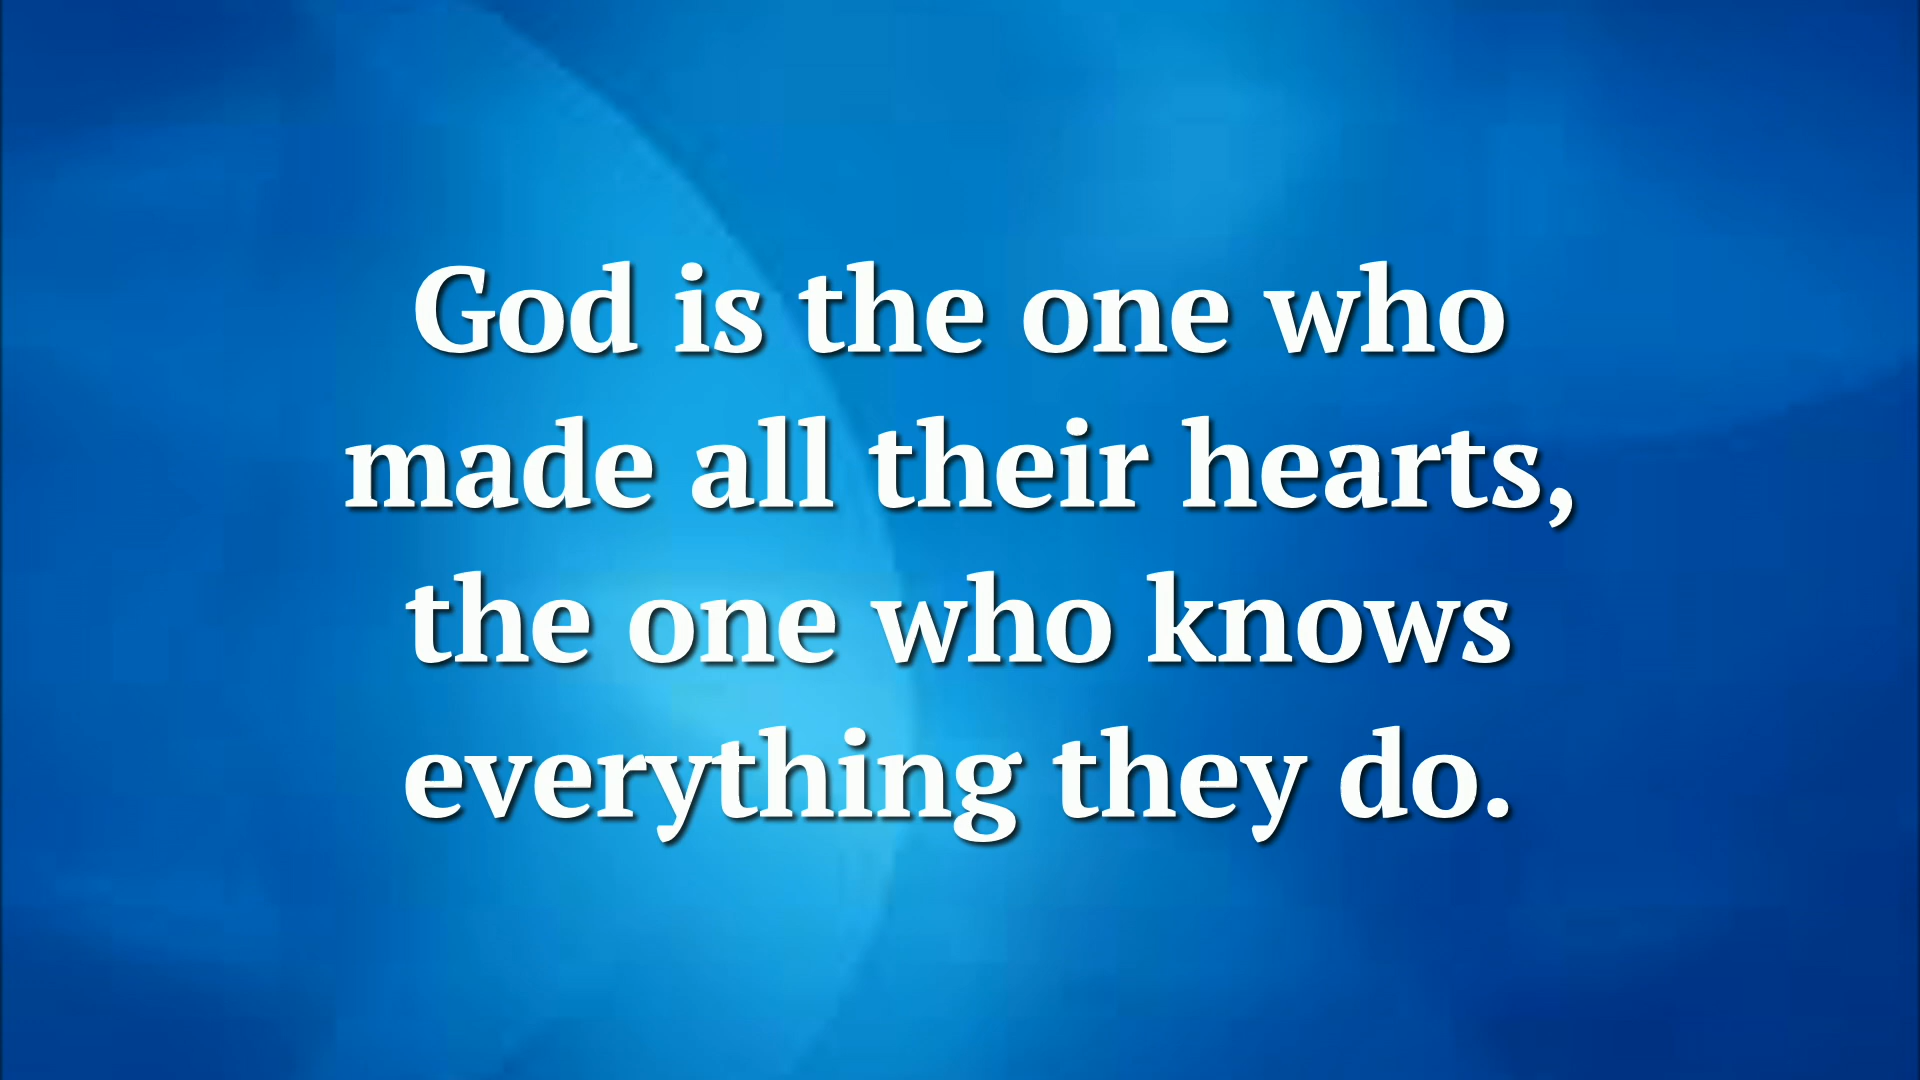 God is the one who
made all their hearts,
the one who knows
everything they do.